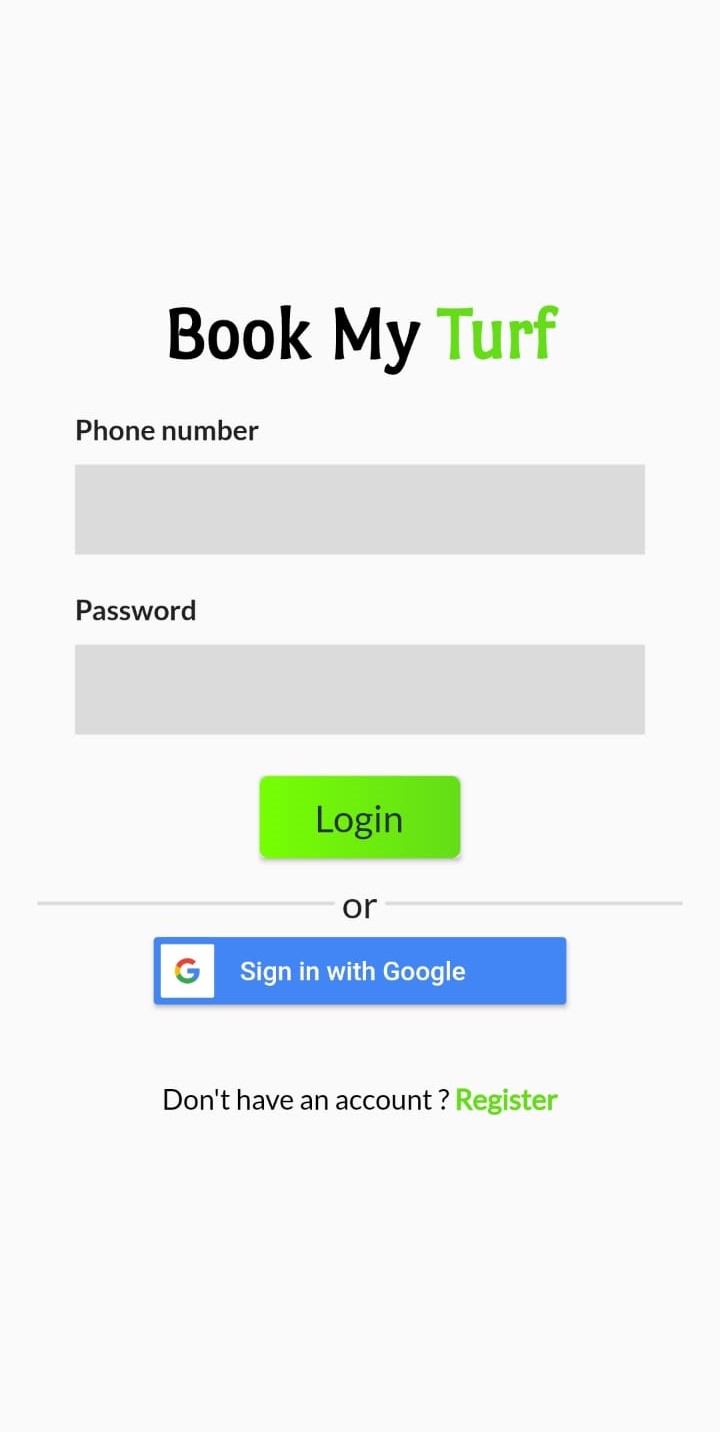 Book My Turf
Phone number
Password
Login
or
G Sign in with Google
Don't have an account ? Register